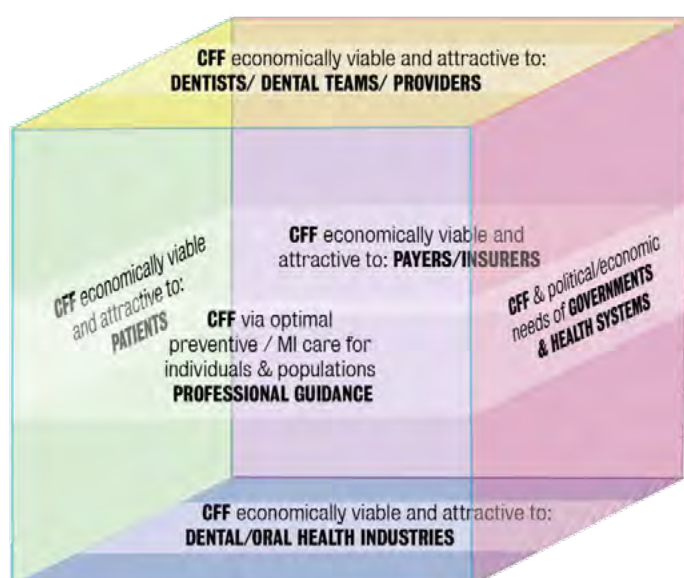 CFF economically viable and attractive to:
DENTISTS/ DENTAL TEAMS/ PROVIDERS
CFF economically viable and
attractive to: PAYERS/INSURERS
CFF economically viable
and attractive to:
PATIENTS
CFF & political/economic
needs of GOVERNMENTS
& HEALTH SYSTEMS
CFF via optimal
preventive / MI care for
individuals & populations
PROFESSIONAL GUIDANCE
CFF economically viable and attractive to:
DENTAL/ORAL HEALTH INDUSTRIES